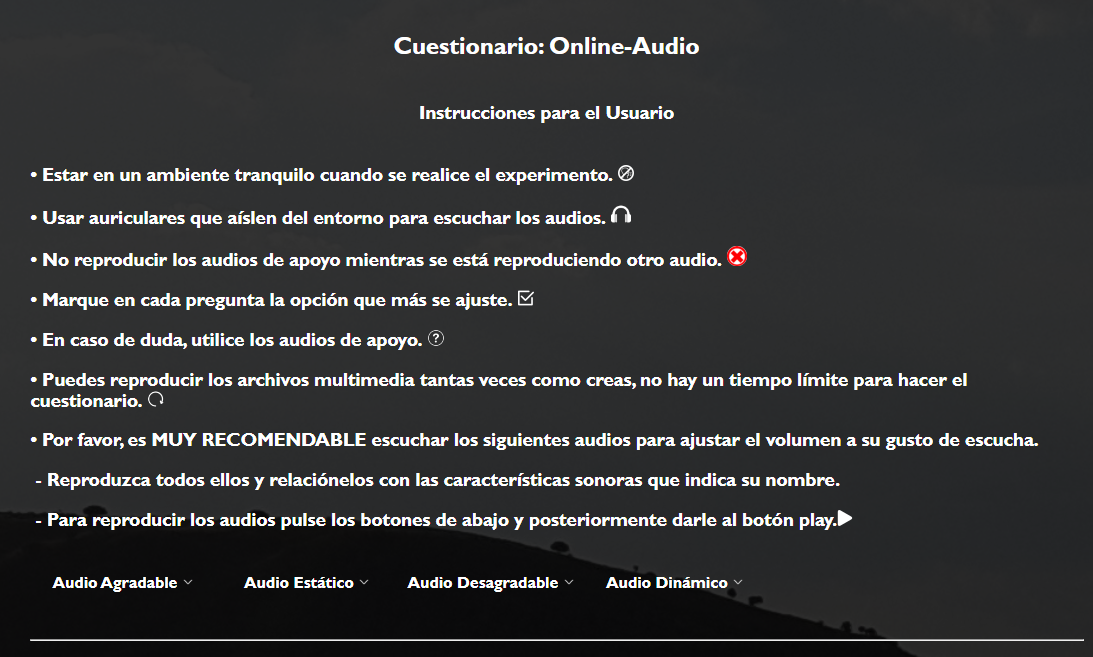 Cuestionario: Online-Audio
Instrucciones para el Usuario
• Estar en un ambiente tranquilo cuando se realice el experimento.
• Usar auriculares que aíslen del entorno para escuchar los audios.
• No reproducir los audios de apoyo mientras se está reproduciendo otro audio.
• Marque en cada pregunta la opción que más se ajuste.
• En caso de duda, utilice los audios de apoyo.
• Puedes reproducir los archivos multimedia tantas veces como creas, no hay un tiempo límite para hacer el
cuestionario.
• Por favor, es MUY RECOMENDABLE escuchar los siguientes audios para ajustar el volumen a su gusto de escucha.
- Reproduzca todos ellos y relaciónelos con las características sonoras que indica su nombre.
- Para reproducir los audios pulse los botones de abajo y posteriormente darle al botón play.
Audio Agradable Audio Estático Audio Desagradable Audio Dinámico